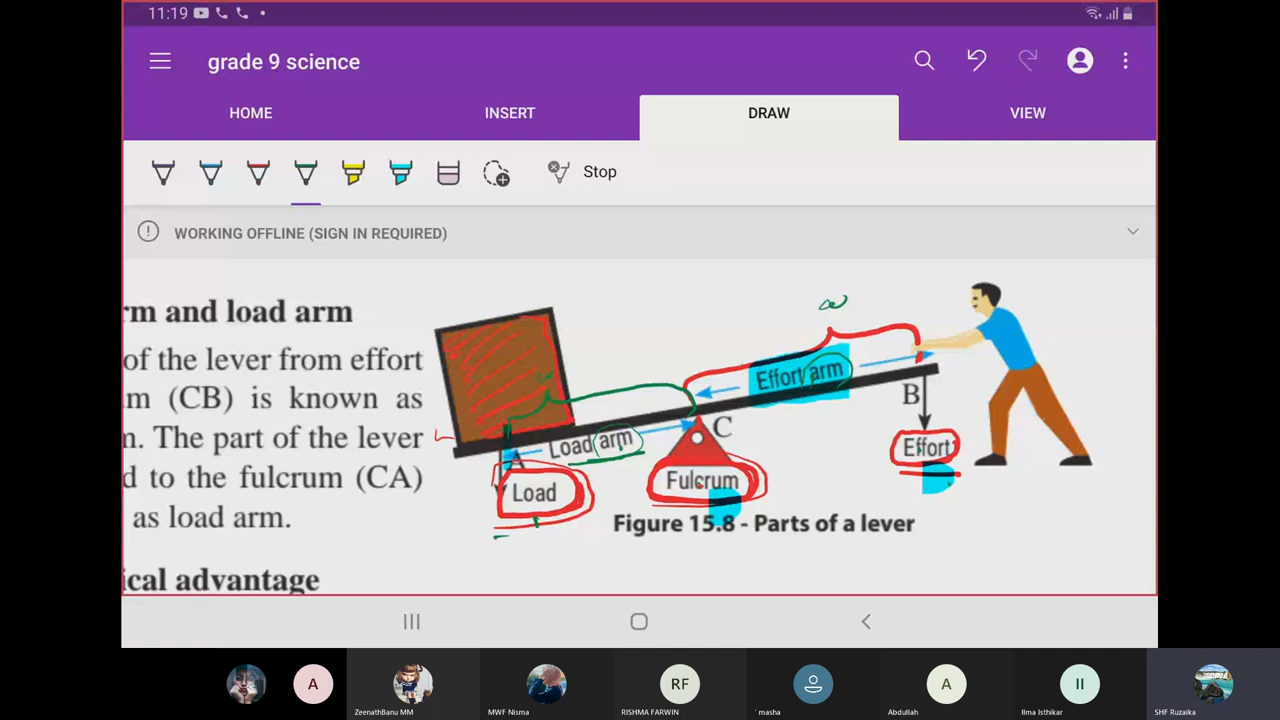 11:19
grade 9 science
HOME INSERT DRAW VIEW
Stop
WORKING OFFLINE (SIGN IN REQUIRED)
rm and load arm
of the lever from effort
m (CB) is known as
n. The part of the lever
d to the fulcrum (CA)
as load arm.
ical advantage
Effort arm
B
C
Load arm
A
Effort
Fulcrum
Load
Figure 15.8 - Parts of a lever
A
RF
A
II
ZeenathBanu MM
MWF Nisma
RISHMA FARWIN
' masha
Abdullah
Ilma Isthikar
SHF Ruzaika